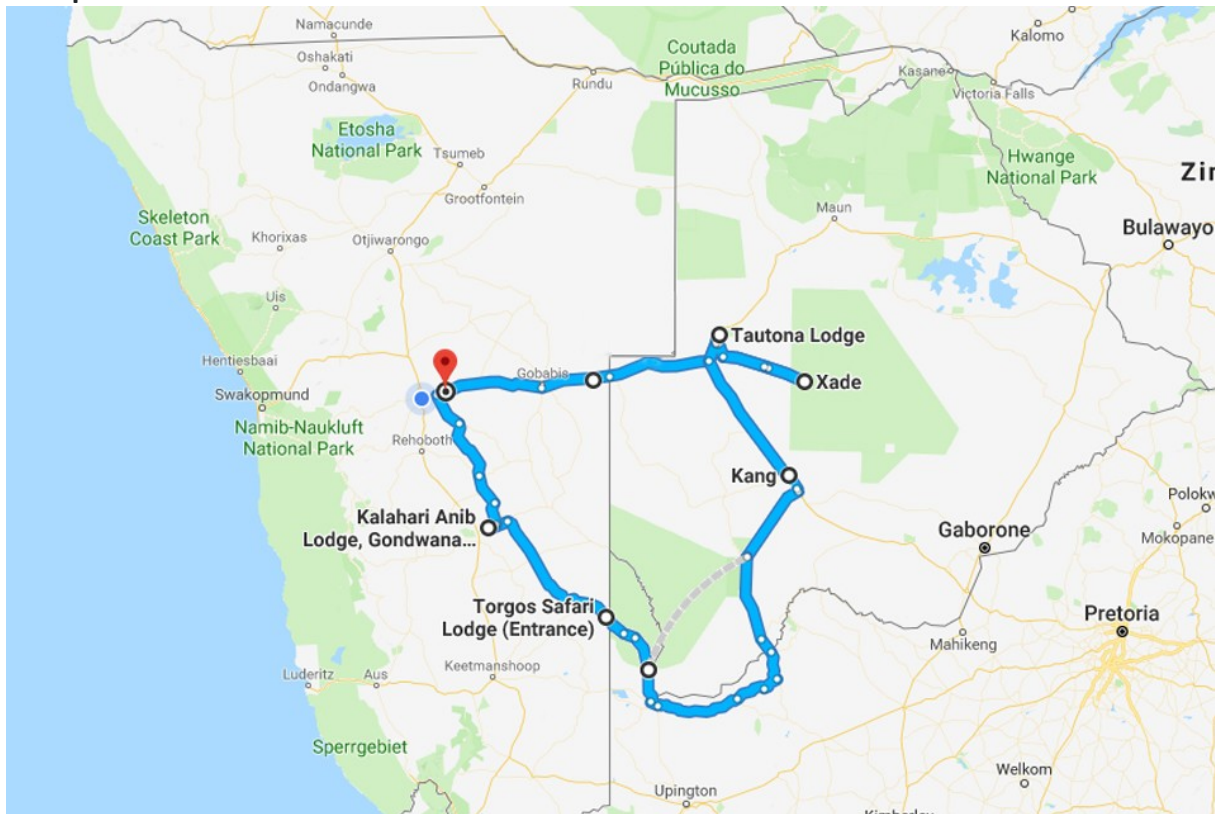 Namacunde
Oshakati
Ondangwa
Rundu
Coutada
Pública do
Mucusso
Kalomo
Kasane
Victoria Falls
Etosha
National Park
Tsumeb
Grootfontein
Hwange
National Park
Zir
Skeleton
Coast Park
Khorixas
Otjiwarongo
Maun
Bulawayo
Uis
Hentiesbaai
Swakopmund
Gobabis
Tautona Lodge
Xade
Namib-Naukluft
National Park
Rehoboth
Kang
Polokw
Kalahari Anib
Lodge, Gondwana...
Gaborone
Mokopane
Torgos Safari
Lodge (Entrance)
Pretoria
Mahikeng
Luderitz
Aus
Keetmanshoop
Sperrgebiet
Welkom
Upington